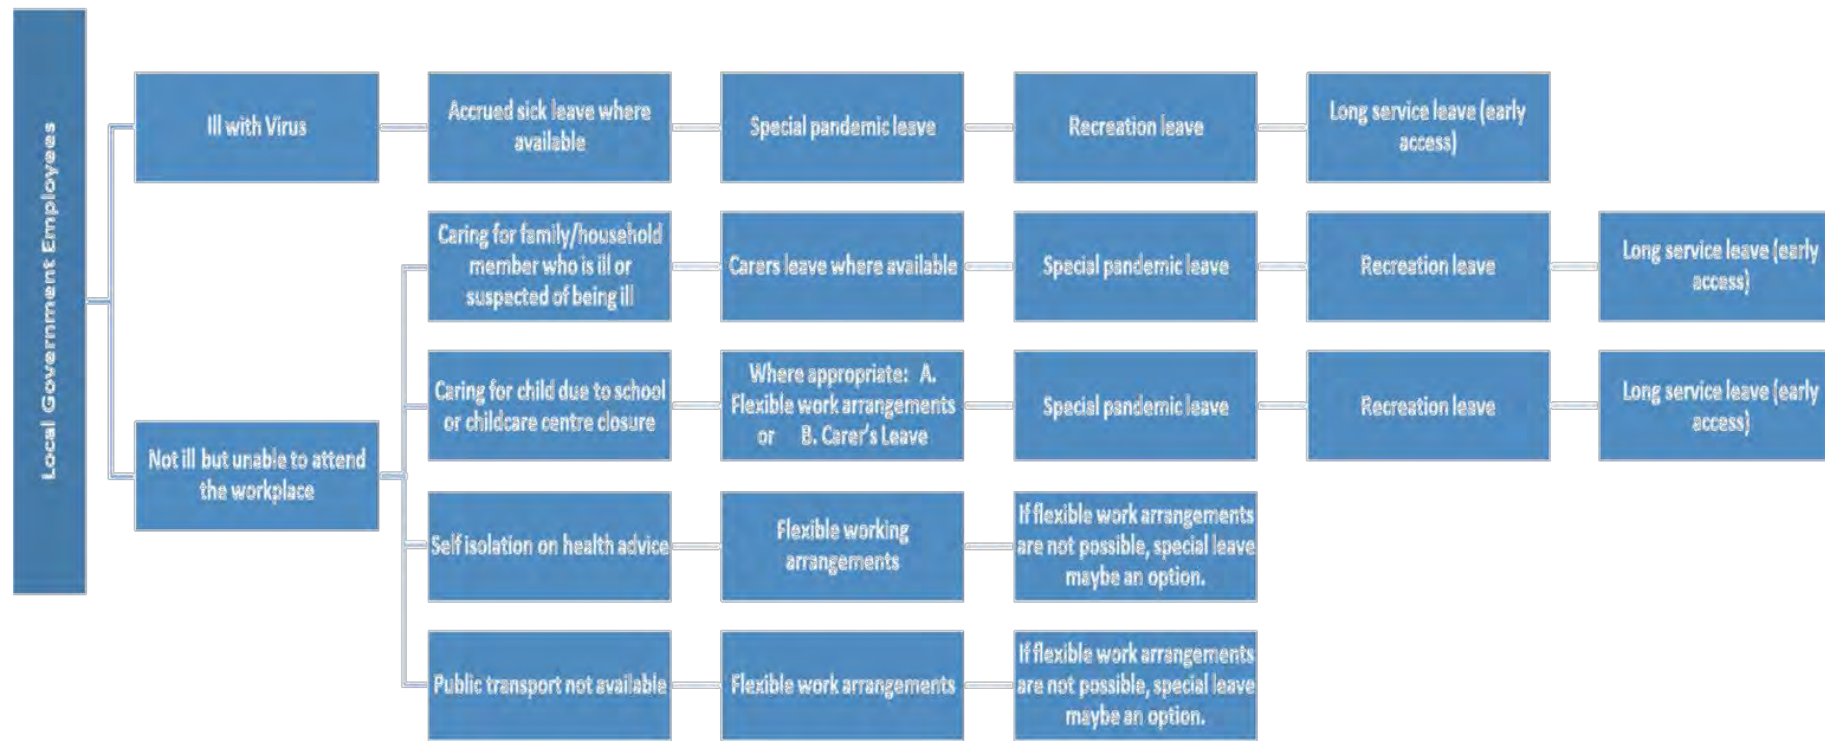 Local Government Employees
Ill with Virus
Accrued sick leave where
available
Special pandemic leave
Recreation leave
Long service leave (early
access)
Caring for family/household
member who is ill or
suspected of being ill
Carers leave where available
Special pandemic leave
Recreation leave
Long service leave (early
access)
Caring for child due to school
or childcare centre closure
Where appropriate: A.
Flexible work arrangements
or B. Carer's Leave
Special pandemic leave
Recreation leave
Long service leave (early
access)
Not ill but unable to attend
the workplace
Self isolation on health advice
Flexible working
arrangements
If flexible work arrangements
are not possible, special leave
maybe an option.
Public transport not available
Flexible work arrangements
If flexible work arrangements
are not possible, special leave
maybe an option.